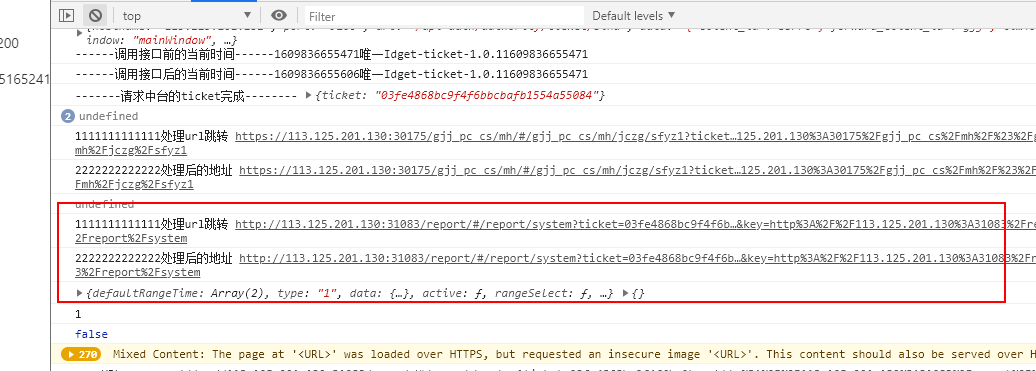 top
Filter
Default levels
200
5165241
indow: "mainWindow", …}
------调用接口前的当前时间------1609836655471唯一Idget-ticket-1.0.11609836655471
------调用接口后的当前时间------1609836655606唯一Idget-ticket-1.0.11609836655471
-------请求中台的ticket完成-------- {ticket: "03fe4868bc9f4f6bbcbafb1554a55084"}
2 undefined
1111111111111处理url跳转 https://113.125.201.130:30175/gjj_pc_cs/mh/#/gjj_pc_cs/mh/jczg/sfyz1?ticket…125.201.130%3A30175%2Fgjj_pc_cs%2Fmh%2F%23%2F
Fmh%2Fjczg%2Fsfyz1
2222222222222处理后的地址 https://113.125.201.130:30175/gjj_pc_cs/mh/#/gjj_pc_cs/mh/jczg/sfyz1?ticket…125.201.130%3A30175%2Fgjj_pc_cs%2Fmh%2F%23%2F
Fmh%2Fjczg%2Fsfyz1
undefined
1111111111111处理url跳转 http://113.125.201.130:31083/report/#/report/system?ticket=03fe4868bc9f4f6b…&key=http%3A%2F%2F113.125.201.130%3A31083%2Fre
2Freport%2Fsystem
2222222222222处理后的地址 http://113.125.201.130:31083/report/#/report/system?ticket=03fe4868bc9f4f6b…&key=http%3A%2F%2F113.125.201.130%3A31083%2Fr
3%2Freport%2Fsystem
{defaultRangeTime: Array(2), type: "1", data: {…}, active: ƒ, rangeSelect: ƒ, …} {}
1
false
270 Mixed Content: The page at '<URL>' was loaded over HTTPS, but requested an insecure image '<URL>'. This content should also be served over H